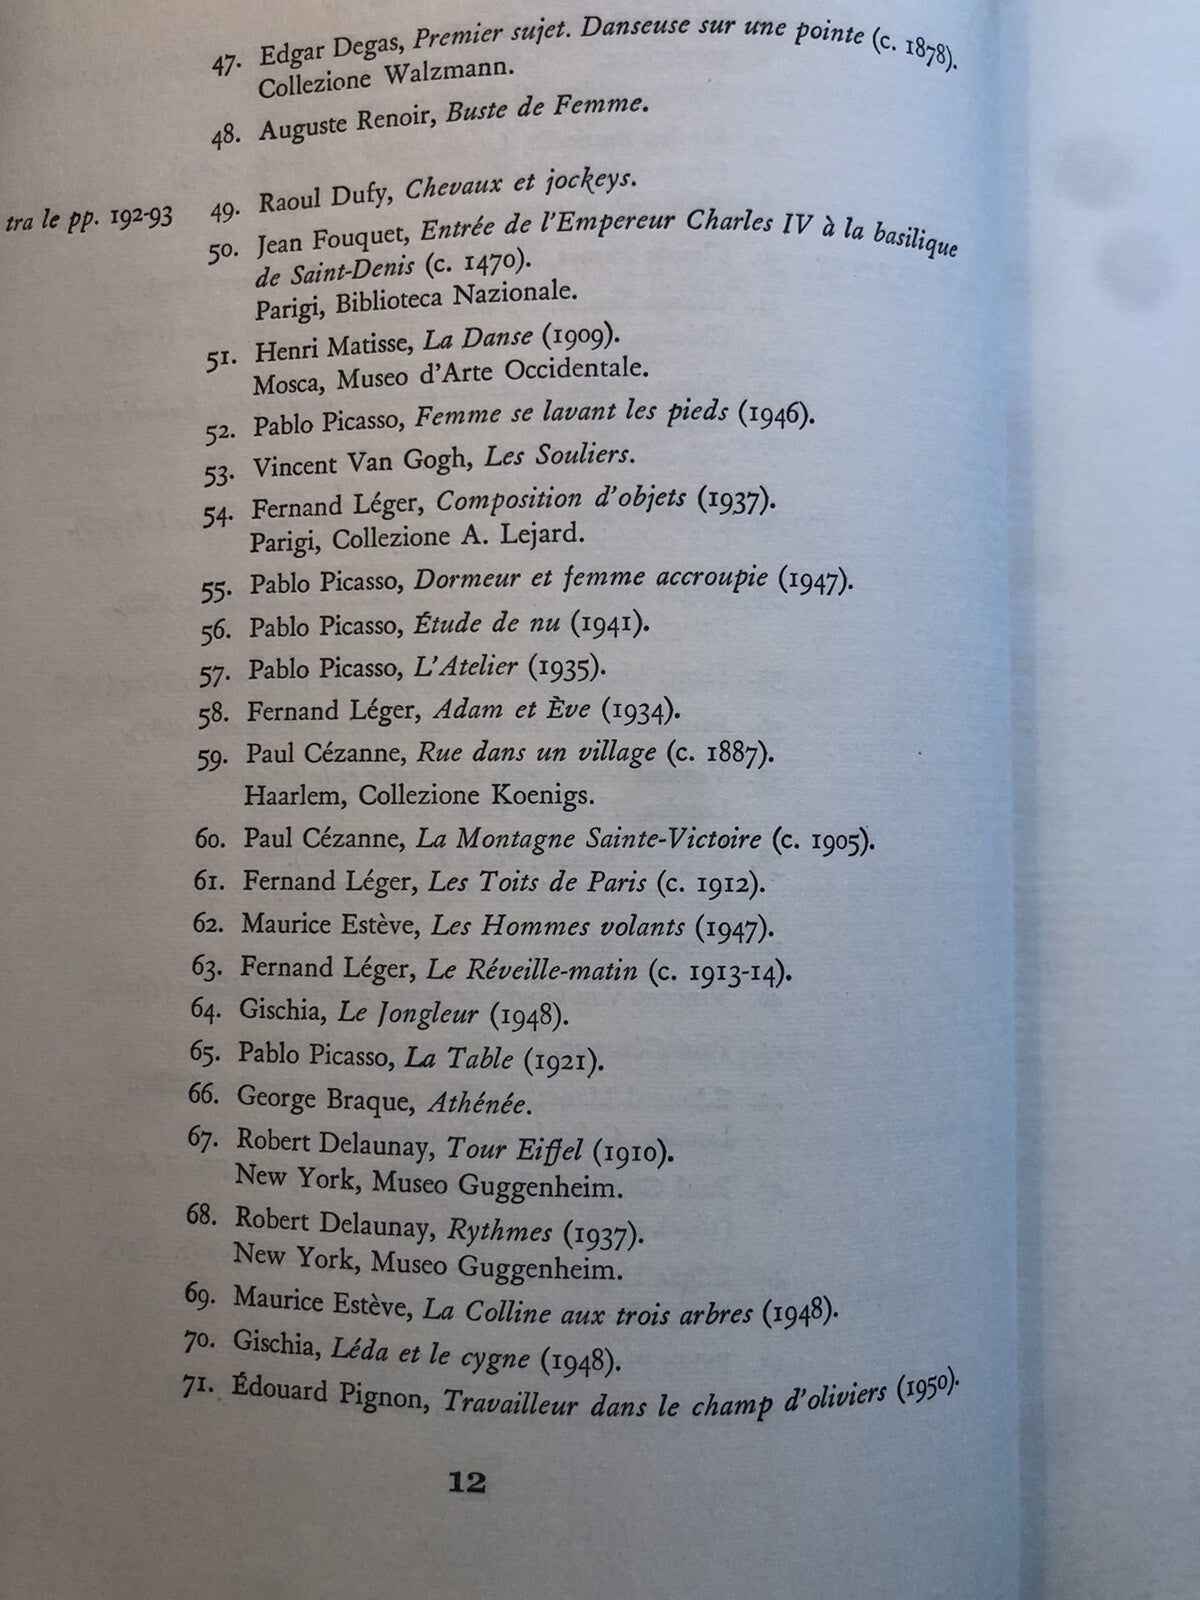 47. Edgar Degas, Premier sujet. Danseuse sur une pointe (c. 1878).
Collezione Walzmann.
48. Auguste Renoir, Buste de Femme.
tra le pp. 192-93 49. Raoul Dufy, Chevaux et jockeys.
50. Jean Fouquet, Entrée de l'Empereur Charles IV à la basilique
de Saint-Denis (c. 1470).
Parigi, Biblioteca Nazionale.
51. Henri Matisse, La Danse (1909).
Mosca, Museo d'Arte Occidentale.
52. Pablo Picasso, Femme se lavant les pieds (1946).
53. Vincent Van Gogh, Les Souliers.
54. Fernand Léger, Composition d'objets (1937).
Parigi, Collezione A. Lejard.
55. Pablo Picasso, Dormeur et femme accroupie (1947).
56. Pablo Picasso, Étude de nu (1941).
57. Pablo Picasso, L'Atelier (1935).
58. Fernand Léger, Adam et Ève (1934).
59. Paul Cézanne, Rue dans un village (c. 1887).
Haarlem, Collezione Koenigs.
60. Paul Cézanne, La Montagne Sainte-Victoire (c. 1905).
61. Fernand Léger, Les Toits de Paris (c. 1912).
62. Maurice Estève, Les Hommes volants (1947).
63. Fernand Léger, Le Réveille-matin (c. 1913-14).
64. Gischia, Le Jongleur (1948).
65. Pablo Picasso, La Table (1921).
66. George Braque, Athénée.
67. Robert Delaunay, Tour Eiffel (1910).
New York, Museo Guggenheim.
68. Robert Delaunay, Rythmes (1937).
New York, Museo Guggenheim.
69. Maurice Estève, La Colline aux trois arbres (1948).
70. Gischia, Léda et le cygne (1948).
71. Édouard Pignon, Travailleur dans le champ d'oliviers (1950).
12